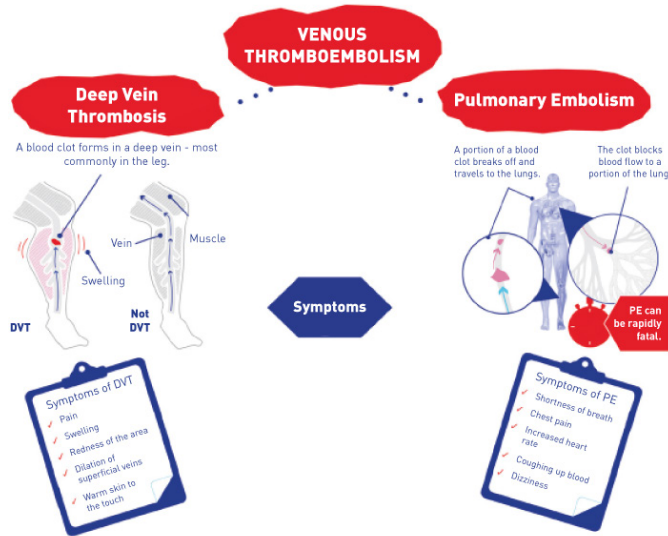 VENOUS
THROMBOEMBOLISM
Deep Vein
Thrombosis
A blood clot forms in a deep vein - most
commonly in the leg.
Vein
Muscle
Swelling
DVT
Not
DVT
Pulmonary Embolism
A portion of a blood
clot breaks off and
travels to the lungs.
The clot blocks
blood flow to a
portion of the lung
PE can
be rapidly
fatal.
Symptoms
Symptoms of DVT
Pain
Swelling
Redness of the area
Dilation of
superficial veins
Warm skin to
the touch
Symptoms of PE
Shortness of breath
Chest pain
Increased heart
rate
Coughing up blood
Dizziness